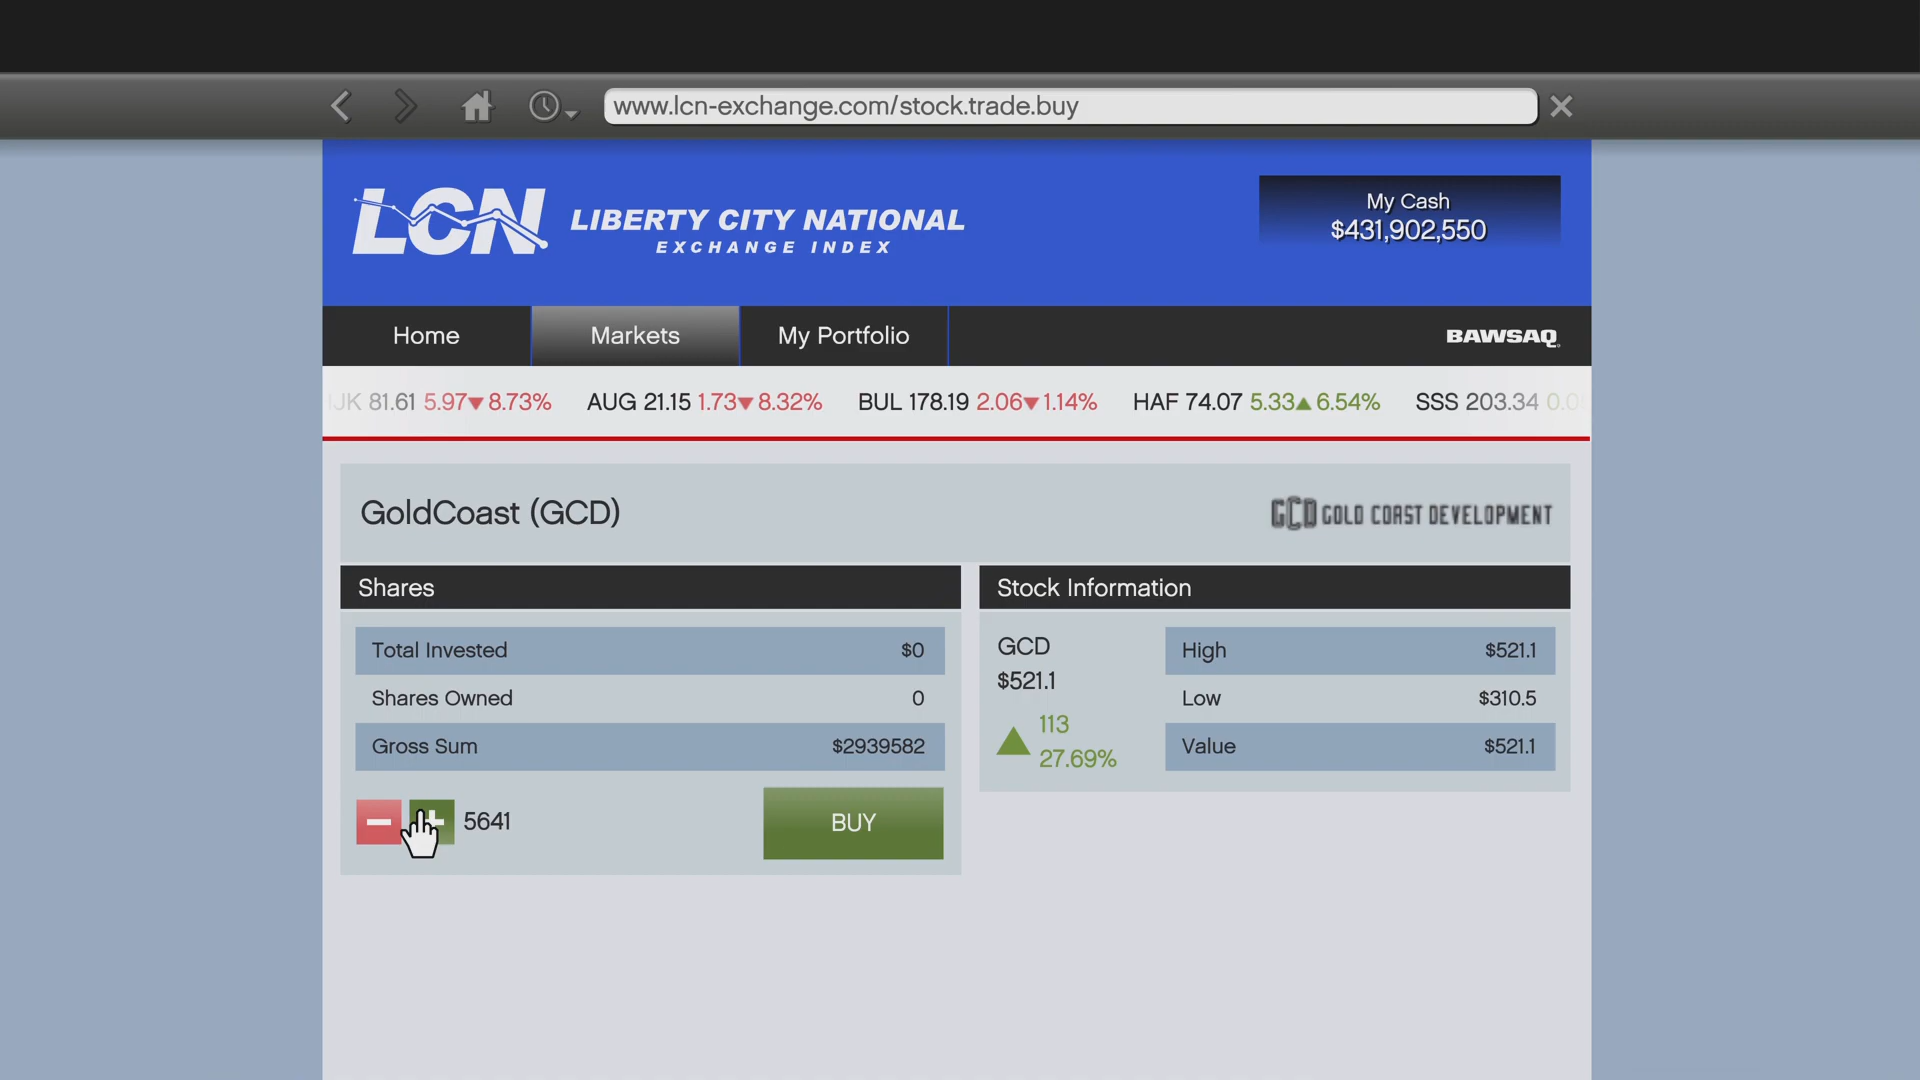 www.lcn-exchange.com/stock.trade.buy
LCN LIBERTY CITY NATIONAL
EXCHANGE INDEX
My Cash
$431,902,550
Home Markets My Portfolio BAWSAQ
JK 81.61 5.97▼8.73% AUG 21.15 1.73▼8.32% BUL 178.19 2.06▼1.14% HAF 74.07 5.33▲6.54% SSS 203.34 0.0
GoldCoast (GCD)
GCD GOLD COAST DEVELOPMENT
Shares
Total Invested $0
Shares Owned 0
Gross Sum $2939582
5641
BUY
Stock Information
GCD
$521.1
113
27.69%
High $521.1
Low $310.5
Value $521.1